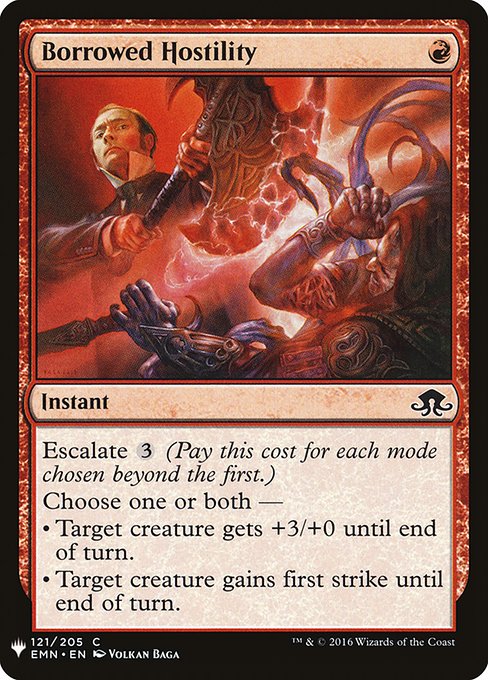 Borrowed Hostility
Instant
Escalate 3 (Pay this cost for each mode
chosen beyond the first.)
Choose one or both —
• Target creature gets +3/+0 until end
of turn.
• Target creature gains first strike until
end of turn.
121/205 C
EMN • EN VOLKAN BAGA
™ & © 2016 Wizards of the Coast